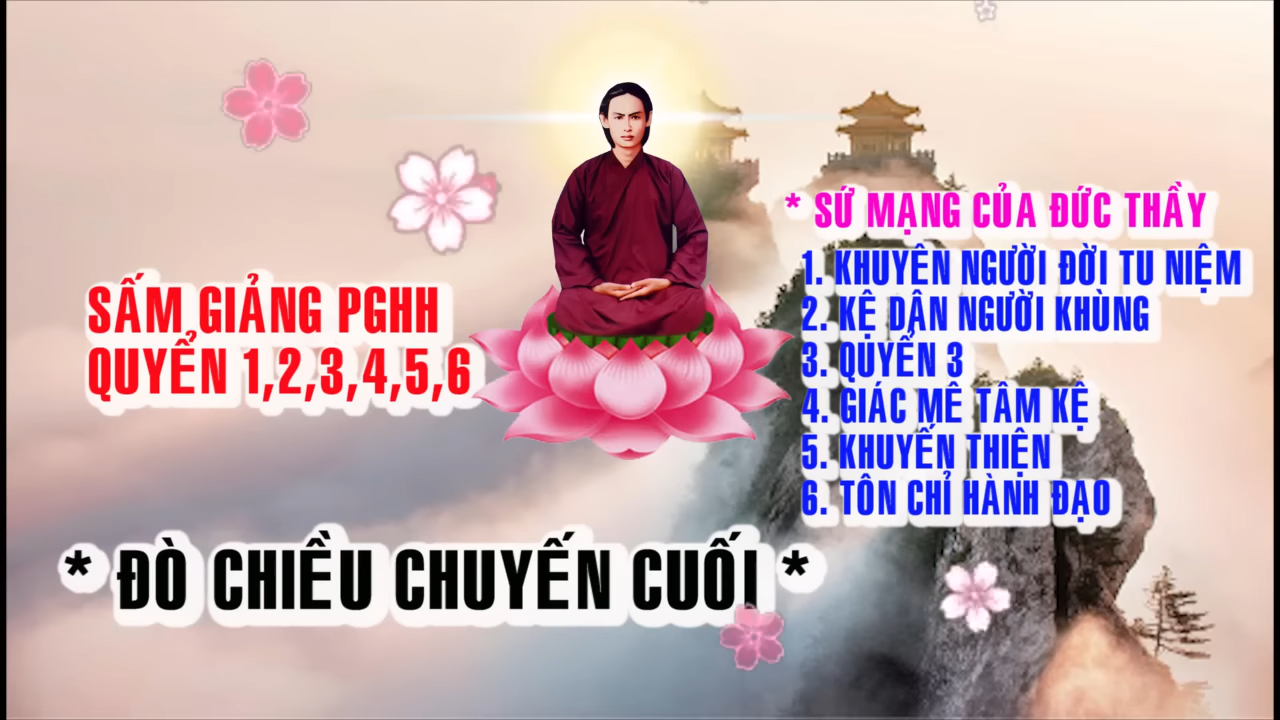 SẤM GIẢNG PGHH
QUYỂN 1,2,3,4,5,6
* SỨ MẠNG CỦA ĐỨC THẦY
1. KHUYÊN NGƯỜI ĐỜI TU NIỆM
2. KỆ DÂN NGƯỜI KHÙNG
3. QUYỂN 3
4. GIÁC MÊ TÂM KỆ
5. KHUYẾN THIỆN
6. TÔN CHỈ HÀNH ĐẠO
* ĐÒ CHIỀU CHUYẾN CUỐI *